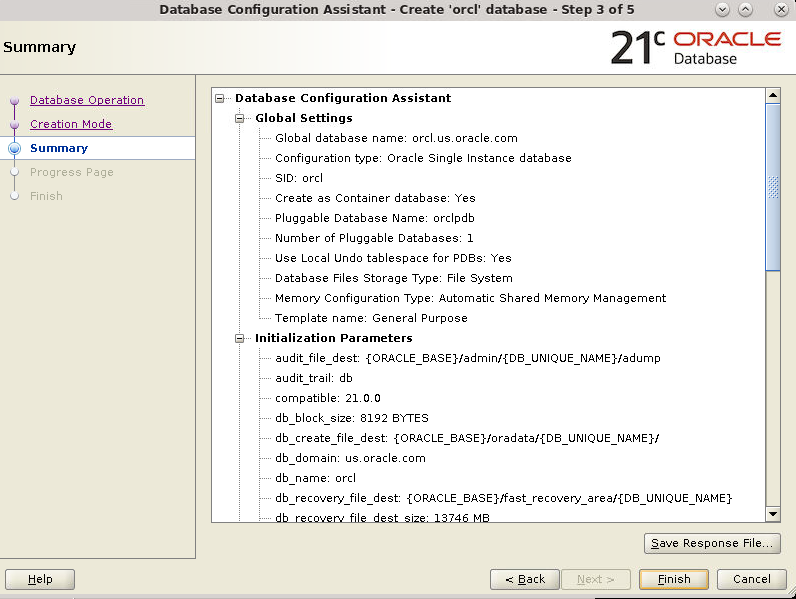 Database Configuration Assistant - Create 'orcl' database - Step 3 of 5
Summary
21c ORACLE
Database
Database Operation
Creation Mode
Summary
Progress Page
Finish
Database Configuration Assistant
Global Settings
Global database name: orcl.us.oracle.com
Configuration type: Oracle Single Instance database
SID: orcl
Create as Container database: Yes
Pluggable Database Name: orclpdb
Number of Pluggable Databases: 1
Use Local Undo tablespace for PDBs: Yes
Database Files Storage Type: File System
Memory Configuration Type: Automatic Shared Memory Management
Template name: General Purpose
Initialization Parameters
audit_file_dest: {ORACLE_BASE}/admin/{DB_UNIQUE_NAME}/adump
audit_trail: db
compatible: 21.0.0
db_block_size: 8192 BYTES
db_create_file_dest: {ORACLE_BASE}/oradata/{DB_UNIQUE_NAME}/
db_domain: us.oracle.com
db_name: orcl
db_recovery_file_dest: {ORACLE_BASE}/fast_recovery_area/{DB_UNIQUE_NAME}
db_recovery_file_dest_size: 13746 MB
Save Response File...
Help
< Back
Next >
Finish
Cancel